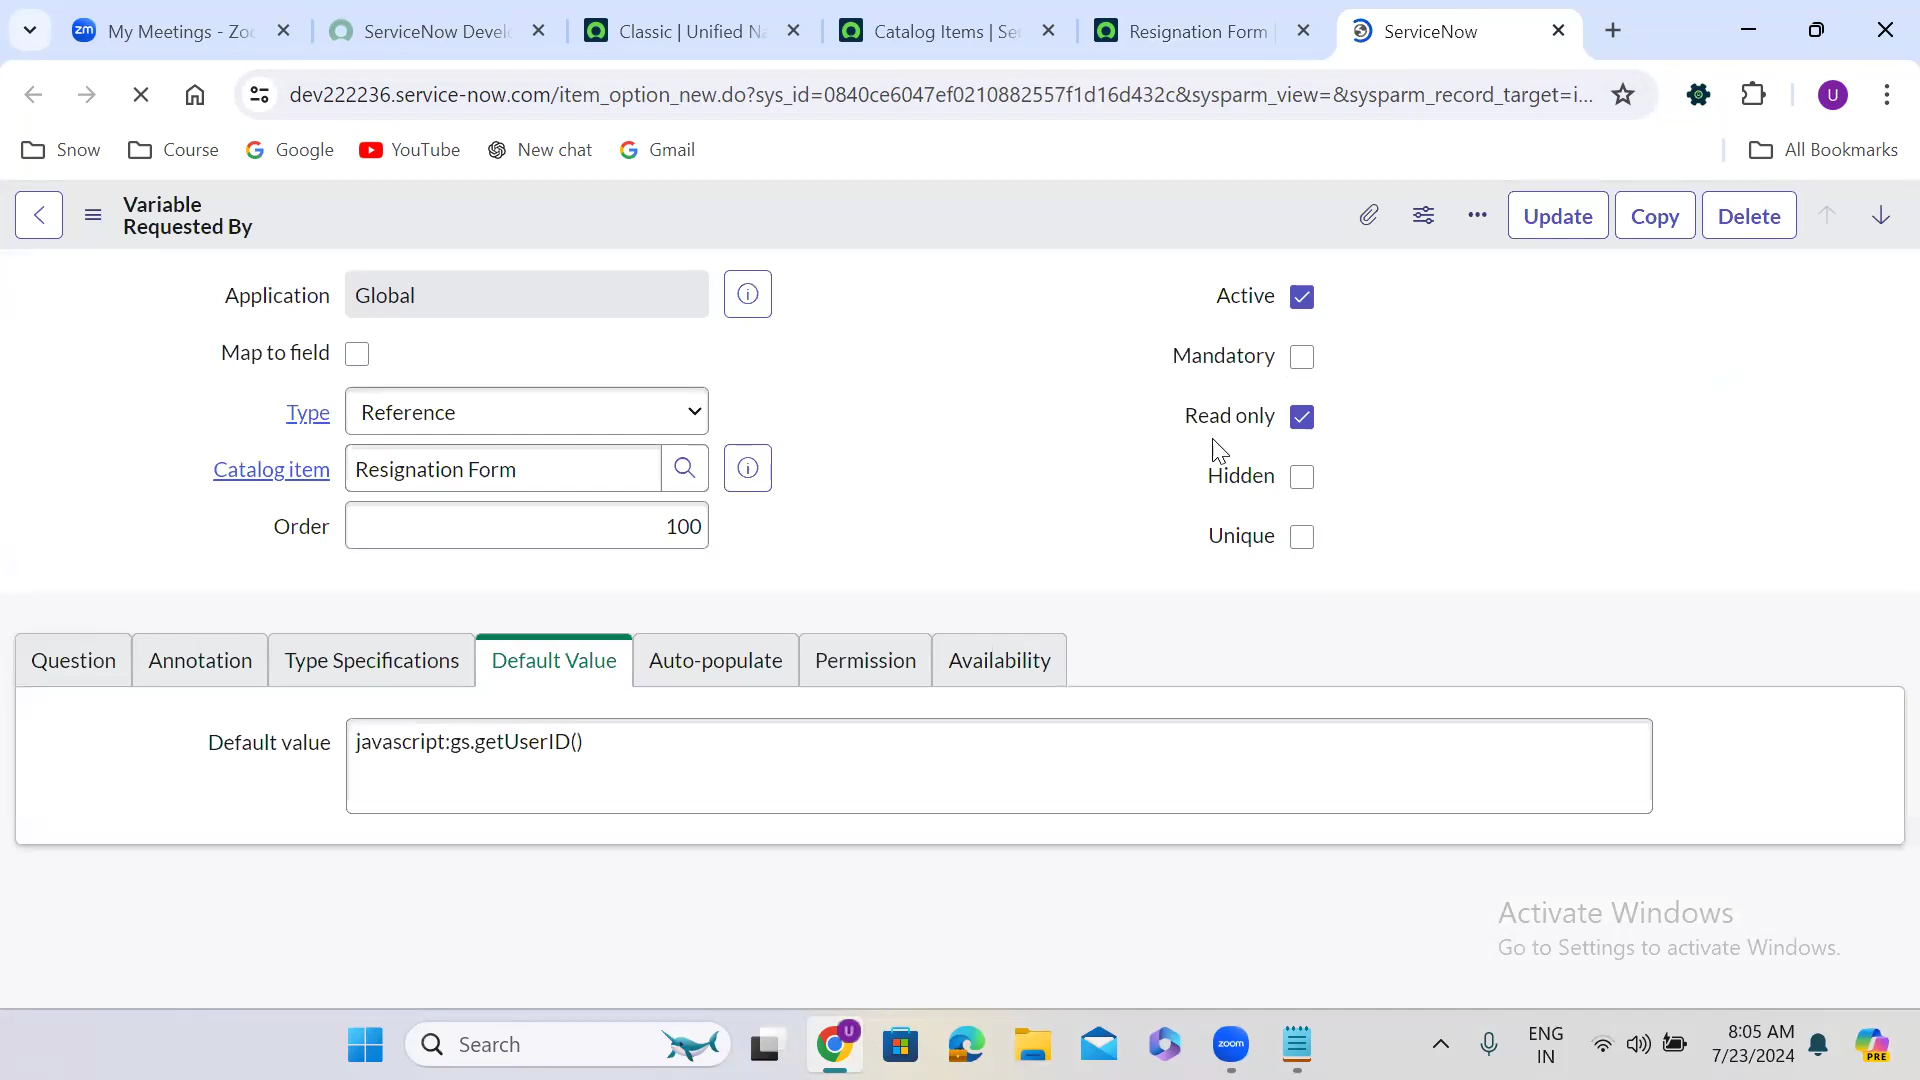 My Meetings - Zo
ServiceNow Devel
Classic | Unified Na
Catalog Items | Se
Resignation Form |
ServiceNow
dev222236.service-now.com/item_option_new.do?sys_id=0840ce6047ef0210882557f1d16d432c&sysparm_view=&sysparm_record_target=i...
U
Snow
Course
Google
YouTube
New chat
Gmail
All Bookmarks
Variable
Requested By
Update
Copy
Delete
Application
Global
Active
Map to field
Mandatory
Type
Reference
Read only
Catalog item
Resignation Form
Hidden
Order
100
Unique
Question
Annotation
Type Specifications
Default Value
Auto-populate
Permission
Availability
Default value
javascript:gs.getUserID()
Activate Windows
Go to Settings to activate Windows.
Search
U
zoom
ENG
IN
8:05 AM
7/23/2024
PRE